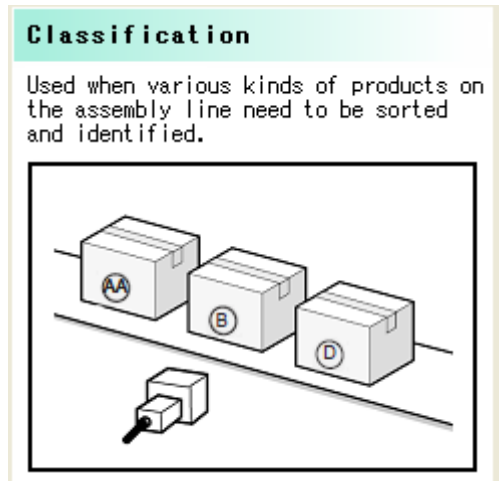 Classification
Used when various kinds of products on
the assembly line need to be sorted
and identified.
AA
B
D